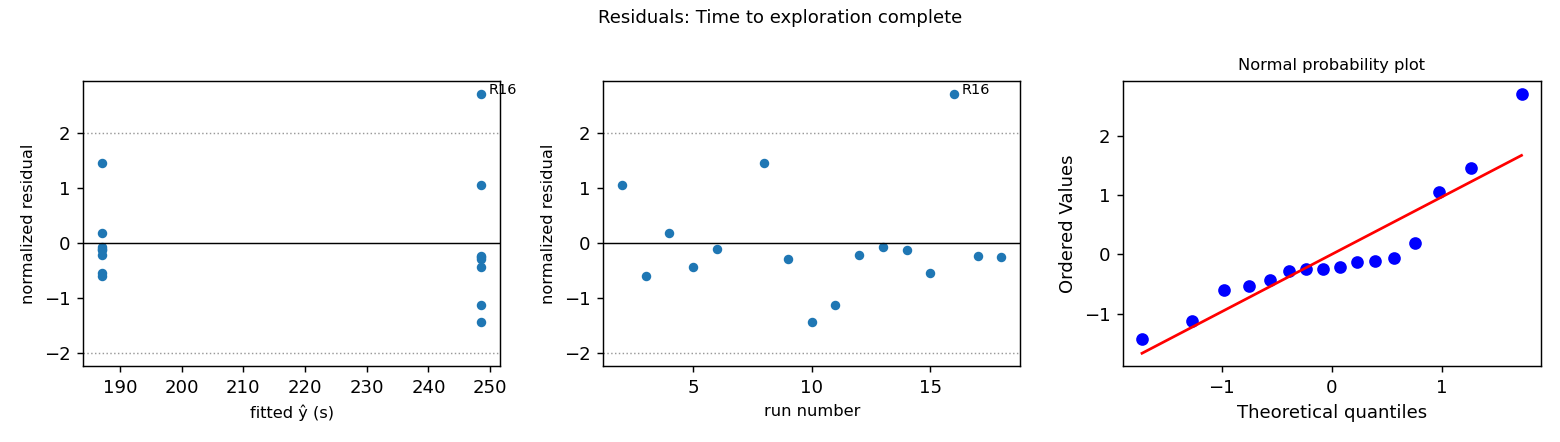 Residuals: Time to exploration complete
normalized residual
2
1
0
−1
−2
R16
190 200 210 220 230 240 250
fitted ŷ (s)
normalized residual
2
1
0
−1
−2
R16
5 10 15
run number
Normal probability plot
Ordered Values
2
1
0
−1
−1 0 1
Theoretical quantiles